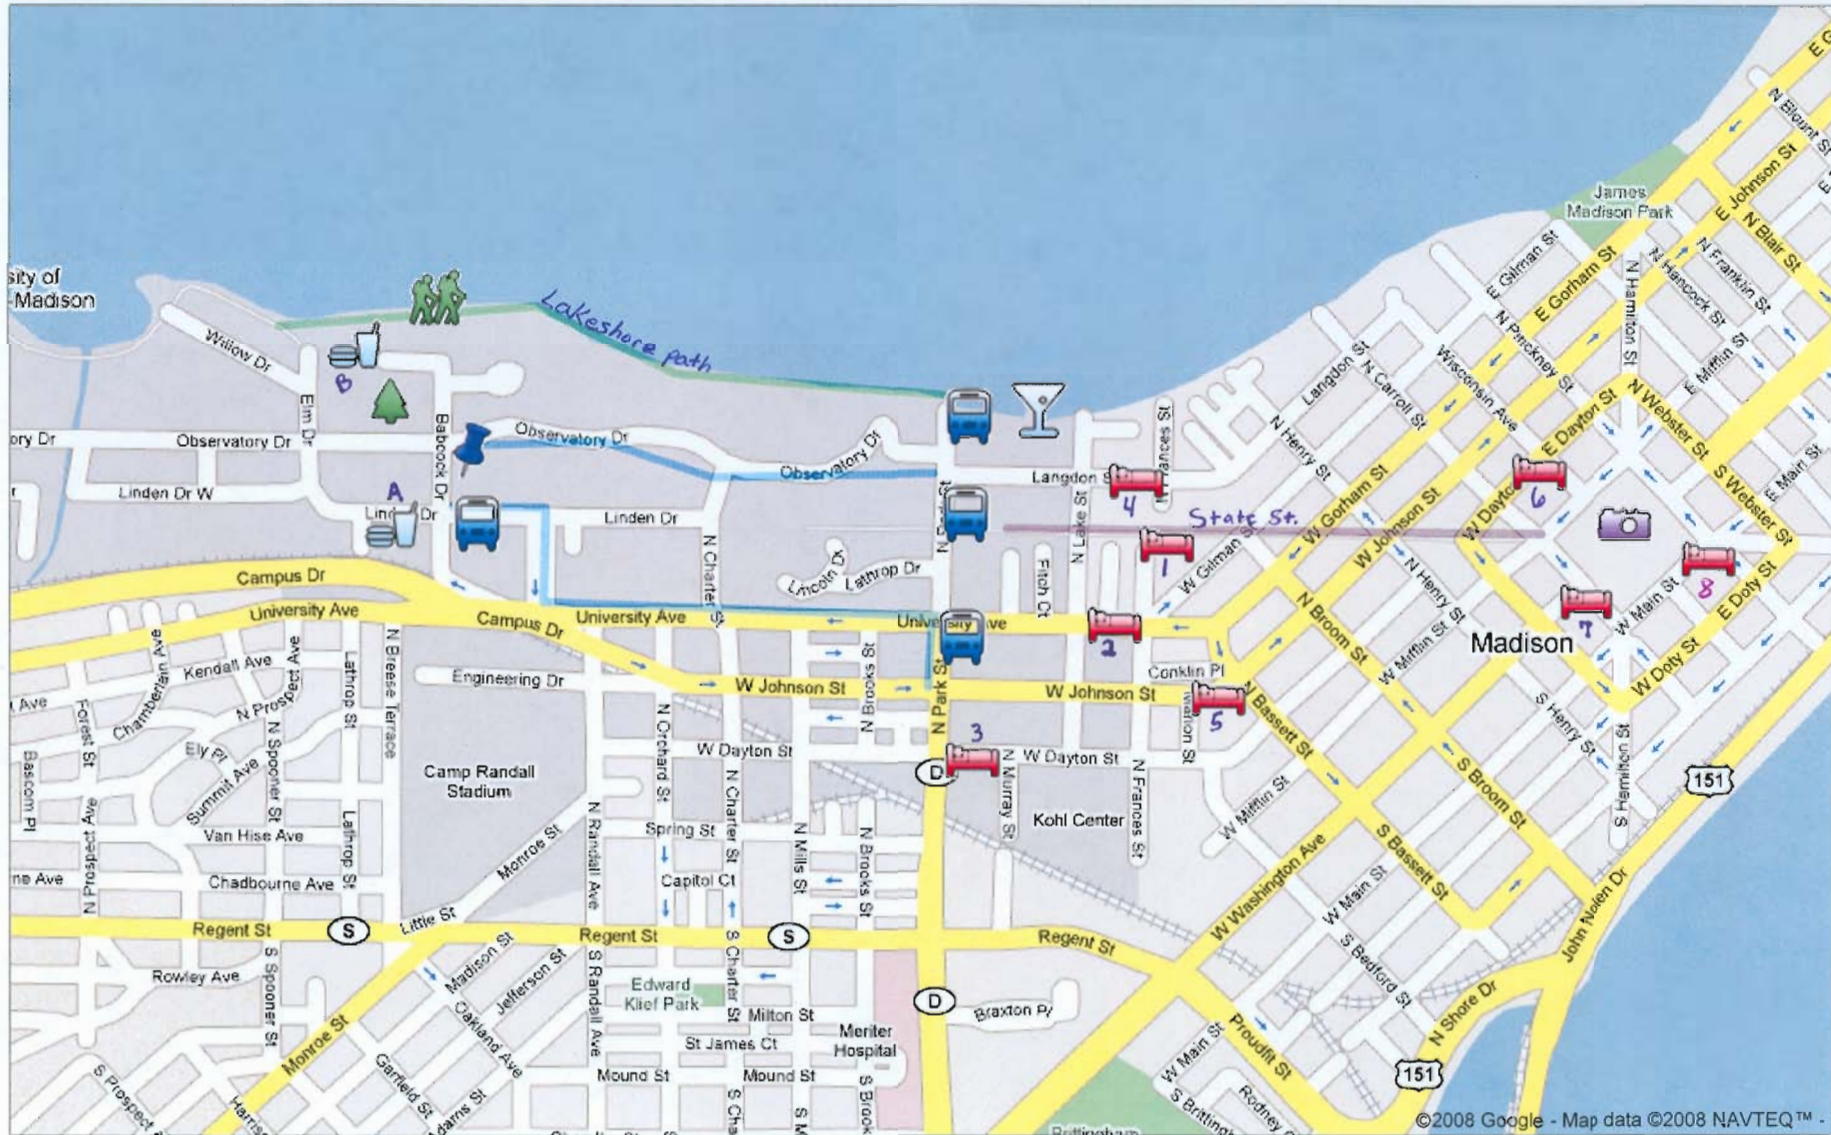 E G
N Blount St
James
Madison Park
E Johnson St
N Blair St
E Gilman St
E Gorham St
N Hamilton St
N Hancock St
N Franklin St
sity of
-Madison
Willow Dr
Lakeshore path
B
N Pinckney St
E Mifflin St
Langdon St
N Carroll St
Wisconsin Ave
Elm Dr
Babcock Dr
ory Dr
Observatory Dr
Observatory Dr
Observatory Dr
N Henry St
E Dayton St
N Webster St
S Webster St
E Main St
Linden Dr W
A
Linden Dr
Linden Dr
Langdon S
N Frances St
4
N Lake St
State St.
W Gorham St
W Johnson St
W Dayton
6
N Charter St
Lincoln Dr
Lathrop Dr
Fitch Ct
1
W Gilman St
Campus Dr
University Ave
Campus Dr
University Ave
University Ave
2
N Henry St
N Broom St
W Mifflin St
Madison
7
W Main St
8
E Doty St
W Doty St
Kendall Ave
Lathrop St
N Breese Terrace
Engineering Dr
W Johnson St
N Brooks St
N Park St
W Johnson St
Conklin Pl
5
N Bassett St
S Henry St
S Hamilton St
t Ave
Forest St
Chamberlain Ave
N Prospect Ave
Ely Pl
Summit Ave
N Spooner St
Bascom Pl
N Orchard St
W Dayton St
3
D
N Murray St
W Dayton St
N Frances St
W Mifflin St
Camp Randall
Stadium
Kohl Center
S Broom St
151
Van Hise Ave
Lathrop St
Monroe St
N Randall Ave
Spring St
N Charter St
N Mills St
N Brooks St
S Bassett St
W Washington Ave
ne Ave
N Prospect Ave
Chadbourne Ave
Capitol Ct
W Main St
John Nolen Dr
Regent St
S
Little St
Regent St
S
Regent St
S Bedford St
Rowley Ave
S Spooner St
Madison St
Jefferson St
S Randall Ave
S Charter St
Edward
Klief Park
Milton St
D
Braxton Pl
N Shore Dr
Monroe St
Oakland Ave
St James Ct
Meriter
Hospital
W Main St
Proudfit St
151
S Prospect
Garfield St
Adams St
Mound St
Mound St
S Brook
S Cha
S M
Harris
Brittingham
S Brittingh
Rodney
©2008 Google - Map data ©2008 NAVTEQ™ -